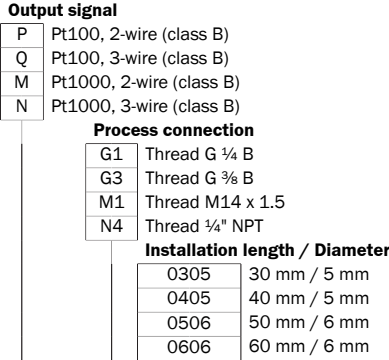 Output signal
P Pt100, 2-wire (class B)
Q Pt100, 3-wire (class B)
M Pt1000, 2-wire (class B)
N Pt1000, 3-wire (class B)
Process connection
G1 Thread G ¼ B
G3 Thread G ⅜ B
M1 Thread M14 x 1.5
N4 Thread ¼" NPT
Installation length / Diameter
0305 30 mm / 5 mm
0405 40 mm / 5 mm
0506 50 mm / 6 mm
0606 60 mm / 6 mm